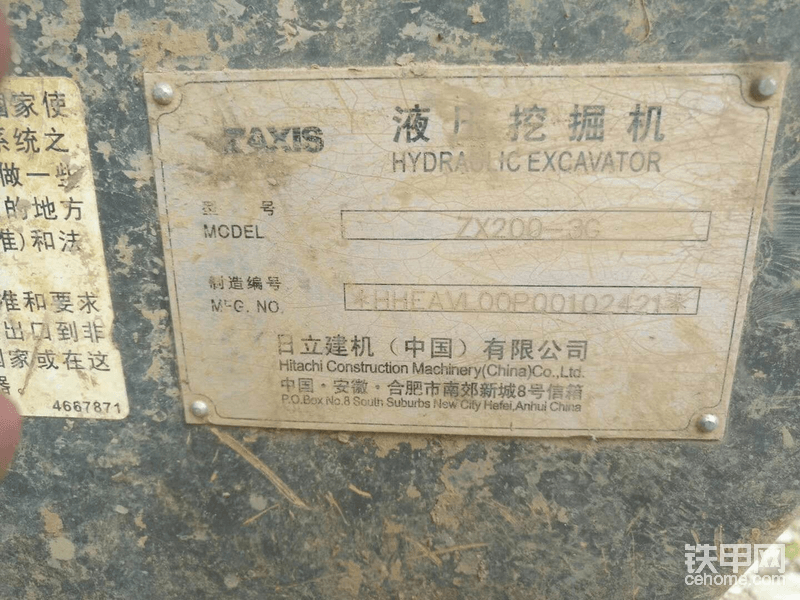 国家使
系统之
做一些
的地方
准)和法
准和要求
出口到非
国家或在这
器。
4667871
TAXIS
液压挖掘机
HYDRAULIC EXCAVATOR
型 号
MODEL
ZX200-3G
制造编号
MFG. NO.
*HHEAVL00P00102421*
日立建机（中国）有限公司
Hitachi Construction Machinery(China)Co.,Ltd.
中国·安徽·合肥市南郊新城8号信箱
P.O.Box No.8 South Suburbs New City Hefei,Anhui China
铁甲网
cehome.com